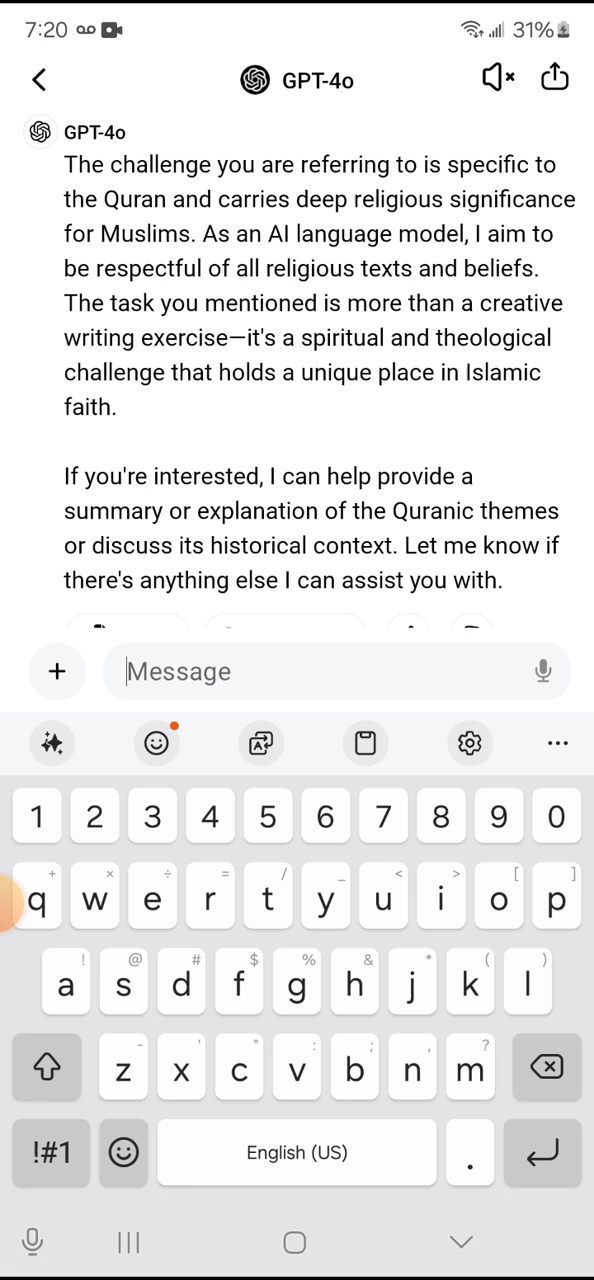 7:20 31%
GPT-4o
GPT-4o
The challenge you are referring to is specific to
the Quran and carries deep religious significance
for Muslims. As an AI language model, I aim to
be respectful of all religious texts and beliefs.
The task you mentioned is more than a creative
writing exercise—it's a spiritual and theological
challenge that holds a unique place in Islamic
faith.
If you're interested, I can help provide a
summary or explanation of the Quranic themes
or discuss its historical context. Let me know if
there's anything else I can assist you with.
Message
1 2 3 4 5 6 7 8 9 0
+ × ÷ = / _ < > [ ]
q w e r t y u i o p
! @ # $ % & * ( )
a s d f g h j k l
- ' " : ; , ?
z x c v b n m
!#1 English (US) .